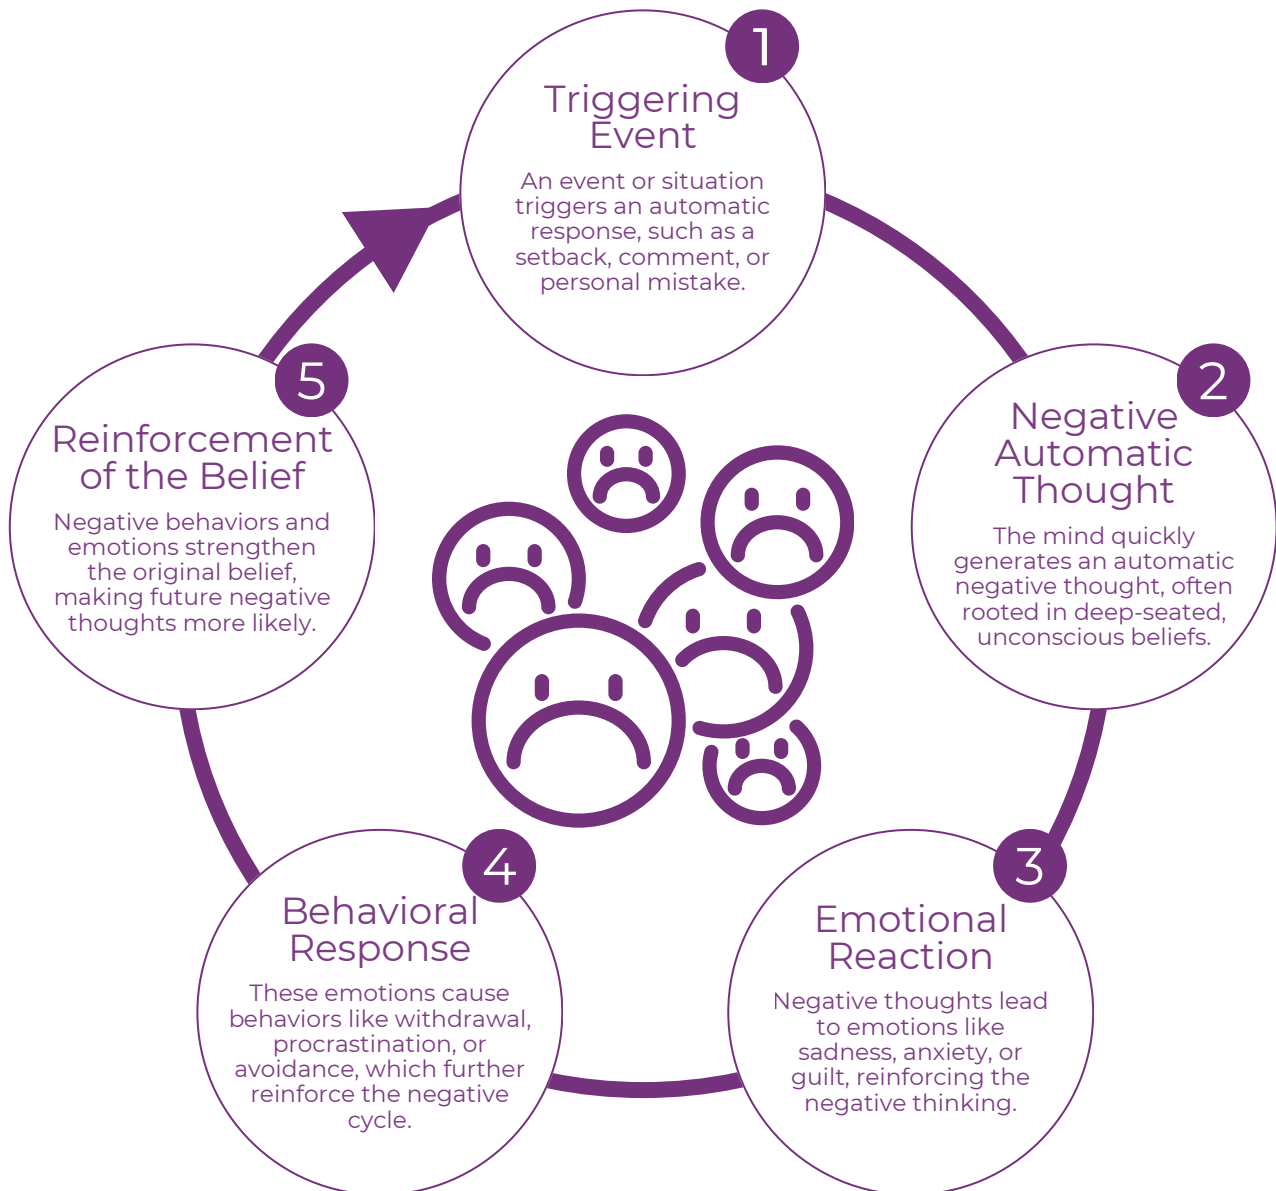 1
Triggering
Event
An event or situation
triggers an automatic
response, such as a
setback, comment, or
personal mistake.
2
Negative
Automatic
Thought
The mind quickly
generates an automatic
negative thought, often
rooted in deep-seated,
unconscious beliefs.
3
Emotional
Reaction
Negative thoughts lead
to emotions like
sadness, anxiety, or
guilt, reinforcing the
negative thinking.
4
Behavioral
Response
These emotions cause
behaviors like withdrawal,
procrastination, or
avoidance, which further
reinforce the negative
cycle.
5
Reinforcement
of the Belief
Negative behaviors and
emotions strengthen
the original belief,
making future negative
thoughts more likely.